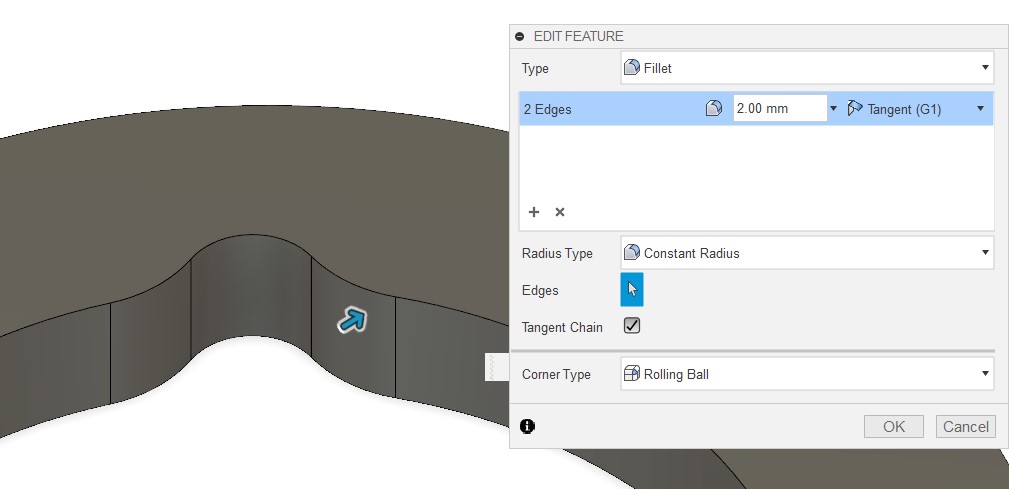 EDIT FEATURE
Type Fillet
2 Edges 2.00 mm Tangent (G1)
Radius Type Constant Radius
Edges
Tangent Chain
Corner Type Rolling Ball
OK Cancel